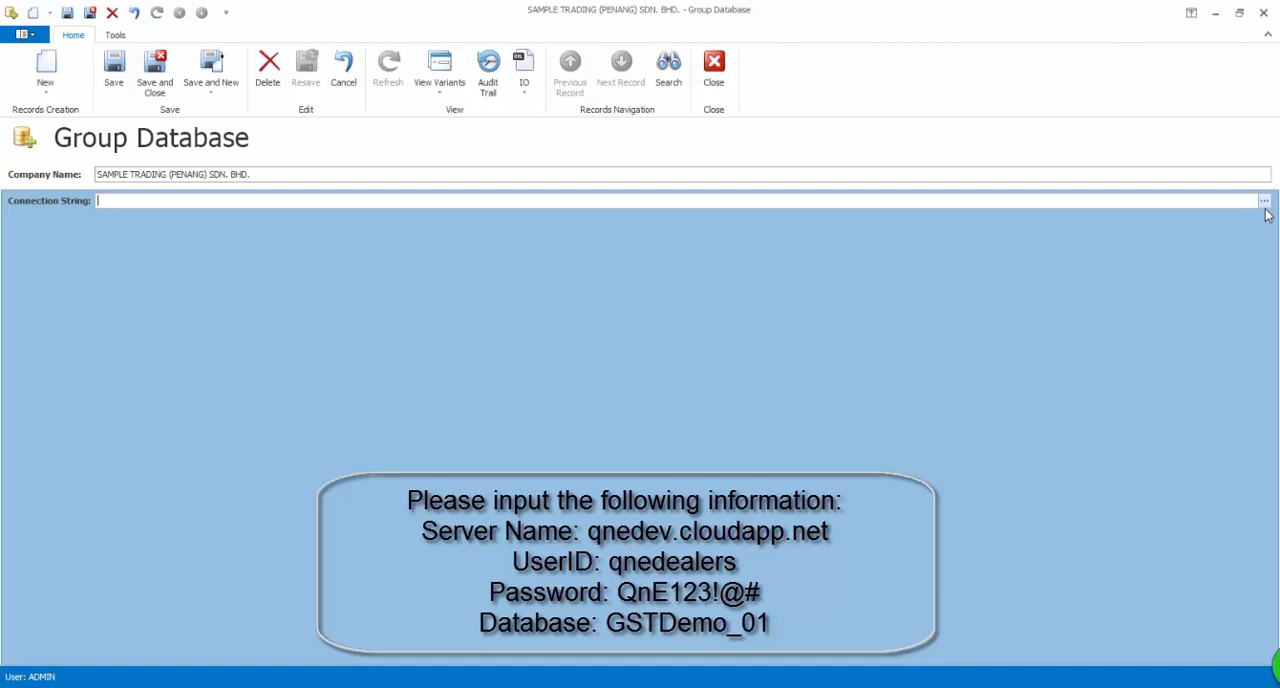 SAMPLE TRADING (PENANG) SDN. BHD. - Group Database
Home Tools
New Save Save and Close Save and New Delete Resave Cancel Refresh View Variants Audit Trail IO Previous Record Next Record Search Close
Records Creation Save Edit View Records Navigation Close
Group Database
Company Name: SAMPLE TRADING (PENANG) SDN. BHD.
Connection String:
Please input the following information:
Server Name: qnedev.cloudapp.net
UserID: qnedealers
Password: QnE123!@#
Database: GSTDemo_01
User: ADMIN